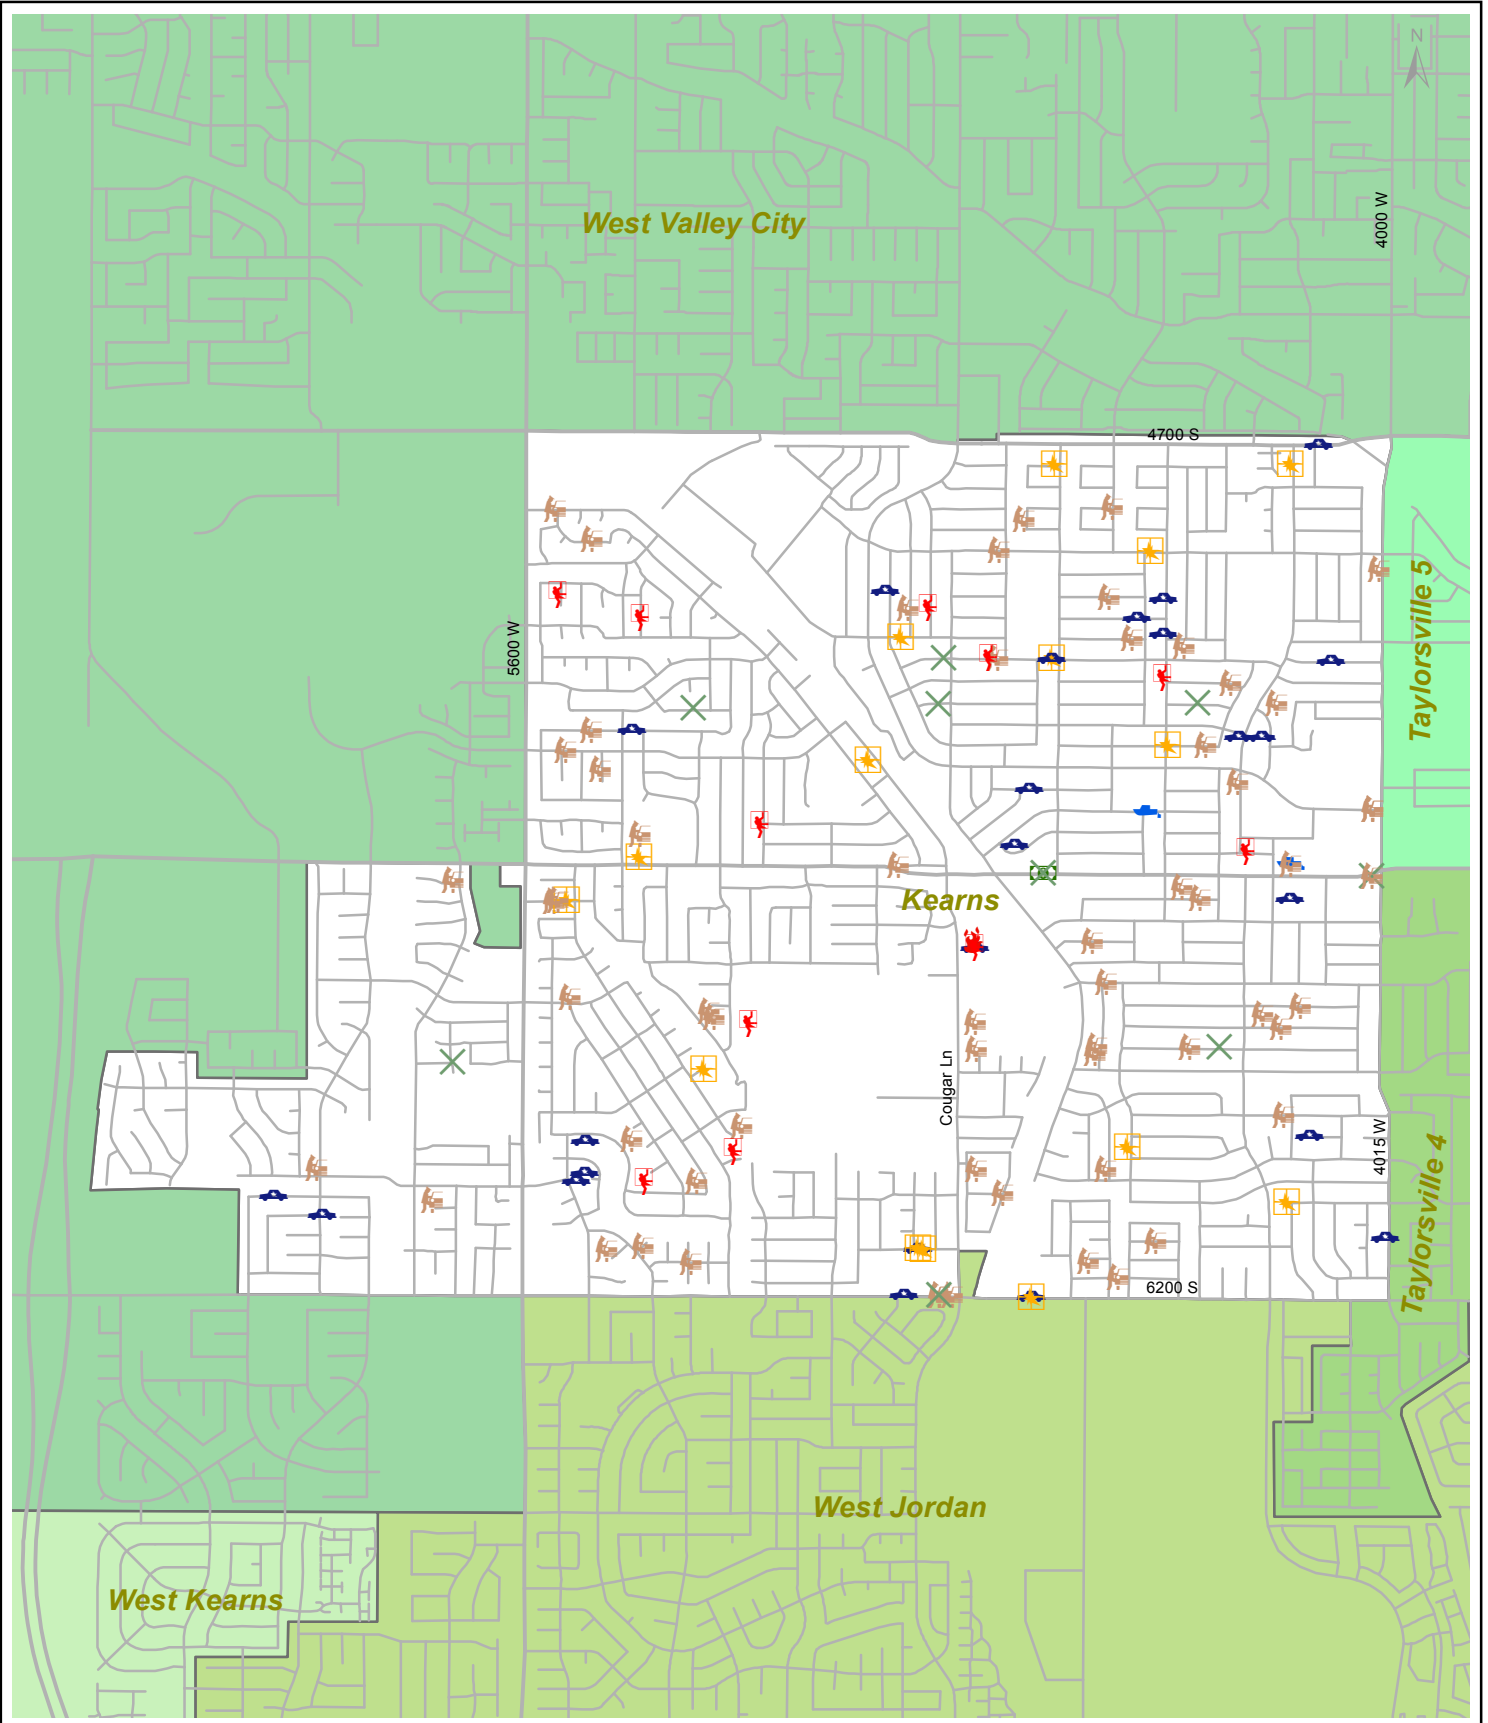 N
West Valley City
4000 W
4700 S
5600 W
Taylorsville 5
Kearns
Cougar Ln
4015 W
Taylorsville 4
6200 S
West Jordan
West Kearns